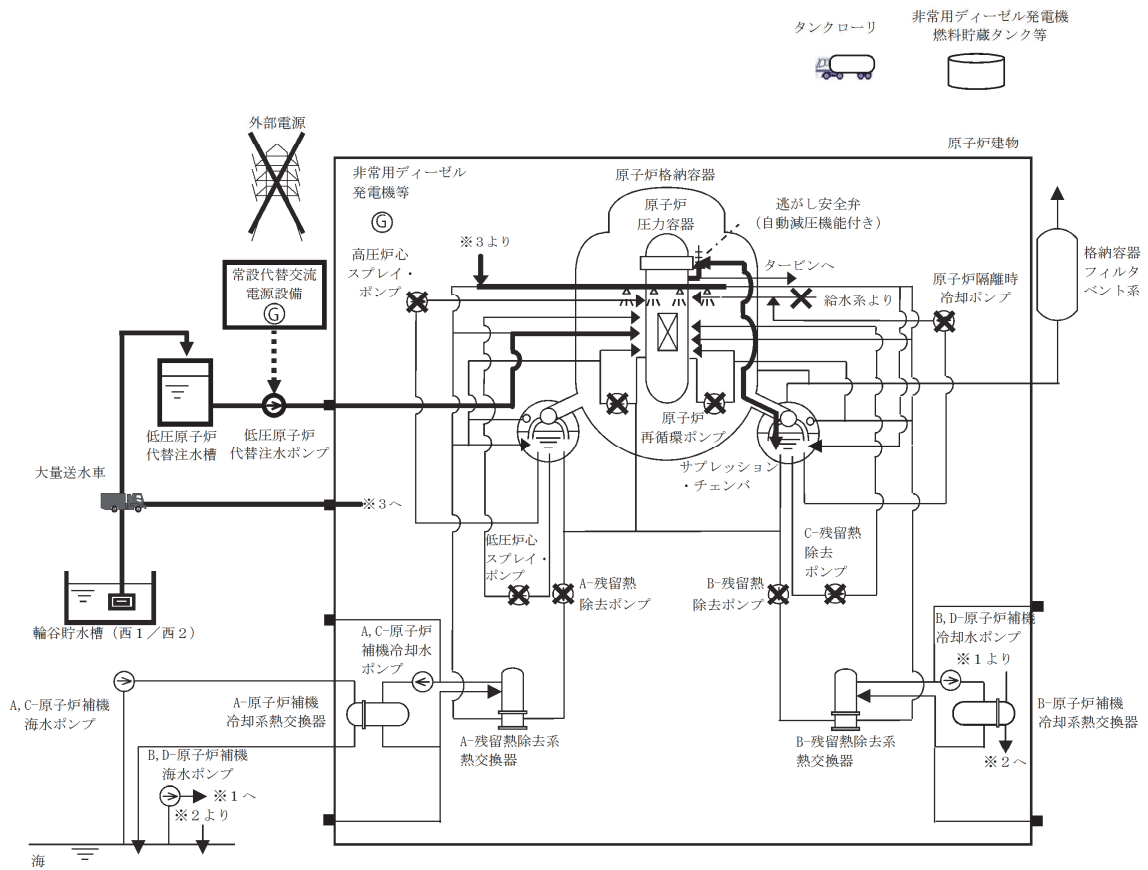 タンクローリ
非常用ディーゼル発電機
燃料貯蔵タンク等
外部電源
原子炉建物
非常用ディーゼル
発電機等
G
原子炉格納容器
原子炉
圧力容器
逃がし安全弁
(自動減圧機能付き)
※3より
高圧炉心
スプレイ・
ポンプ
タービンへ
給水系より
原子炉隔離時
冷却ポンプ
格納容器
フィルタ
ベント系
常設代替交流
電源設備
G
低圧原子炉
代替注水槽
低圧原子炉
代替注水ポンプ
原子炉
再循環ポンプ
サプレッション
・チェンバ
大量送水車
※3へ
低圧炉心
スプレイ・
ポンプ
A-残留熱
除去ポンプ
B-残留熱
除去ポンプ
C-残留熱
除去
ポンプ
輪谷貯水槽(西1/西2)
A,C-原子炉
補機冷却水
ポンプ
B,D-原子炉補機
冷却水ポンプ
※1より
A,C-原子炉補機
海水ポンプ
A-原子炉補機
冷却系熱交換器
A-残留熱除去系
熱交換器
B-残留熱除去系
熱交換器
B-原子炉補機
冷却系熱交換器
※2へ
B,D-原子炉補機
海水ポンプ
※1へ
※2より
海